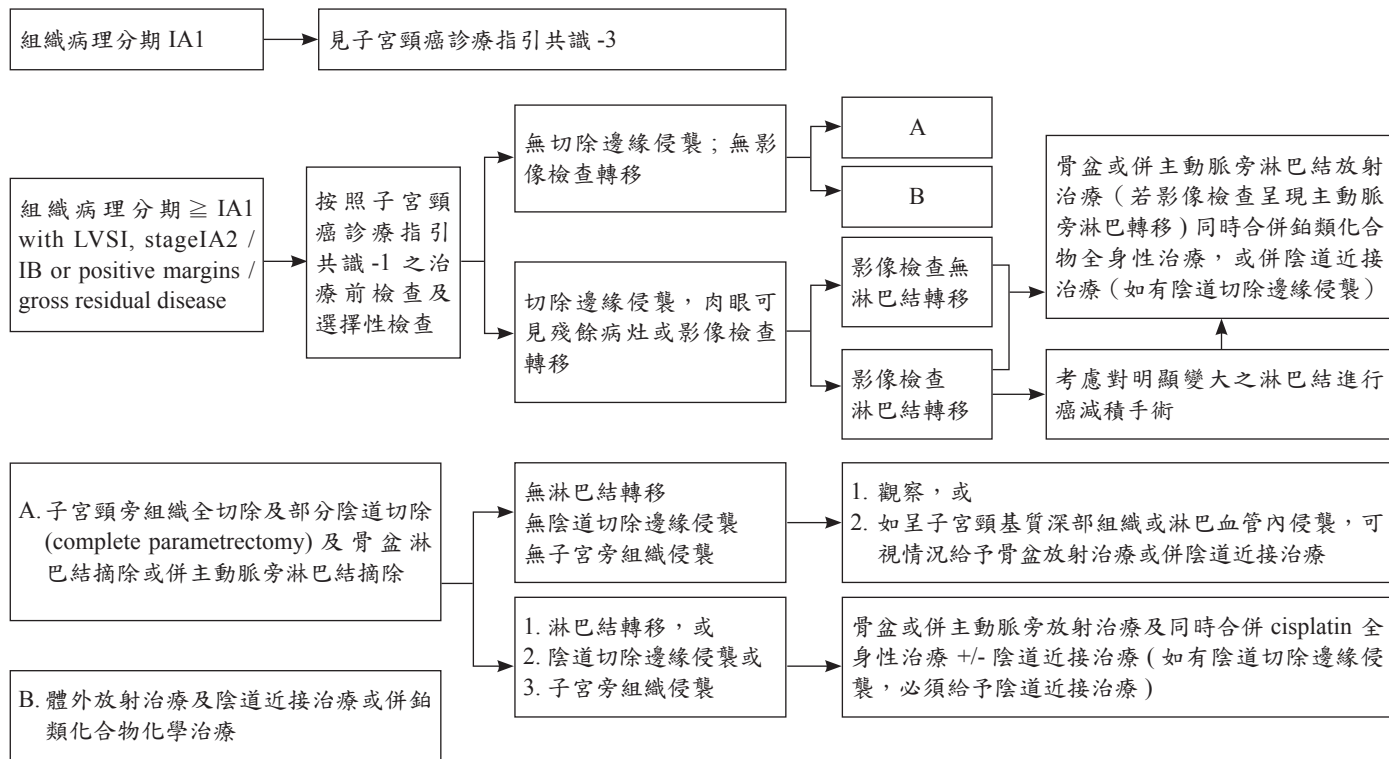 組織病理分期 IA1
見子宮頸癌診療指引共識 -3
組織病理分期≧ IA1
with LVSI, stageIA2 /
IB or positive margins /
gross residual disease
按照子宮頸
癌診療指引
共識 -1 之治
療前檢查及
選擇性檢查
無切除邊緣侵襲；無影
像檢查轉移
A
B
切除邊緣侵襲，肉眼可
見殘餘病灶或影像檢查
轉移
影像檢查無
淋巴結轉移
影像檢查
淋巴結轉移
骨盆或併主動脈旁淋巴結放射
治療（若影像檢查呈現主動脈
旁淋巴轉移）同時合併鉑類化合
物全身性治療，或併陰道近接
治療（如有陰道切除邊緣侵襲）
考慮對明顯變大之淋巴結進行
癌減積手術
A. 子宮頸旁組織全切除及部分陰道切除
(complete parametrectomy) 及骨盆淋
巴結摘除或併主動脈旁淋巴結摘除
無淋巴結轉移
無陰道切除邊緣侵襲
無子宮旁組織侵襲
1. 觀察，或
2. 如呈子宮頸基質深部組織或淋巴血管內侵襲，可
視情況給予骨盆放射治療或併陰道近接治療
1. 淋巴結轉移，或
2. 陰道切除邊緣侵襲或
3. 子宮旁組織侵襲
骨盆或併主動脈旁放射治療及同時合併 cisplatin 全
身性治療 +/- 陰道近接治療 ( 如有陰道切除邊緣侵
襲，必須給予陰道近接治療 )
B. 體外放射治療及陰道近接治療或併鉑
類化合物化學治療